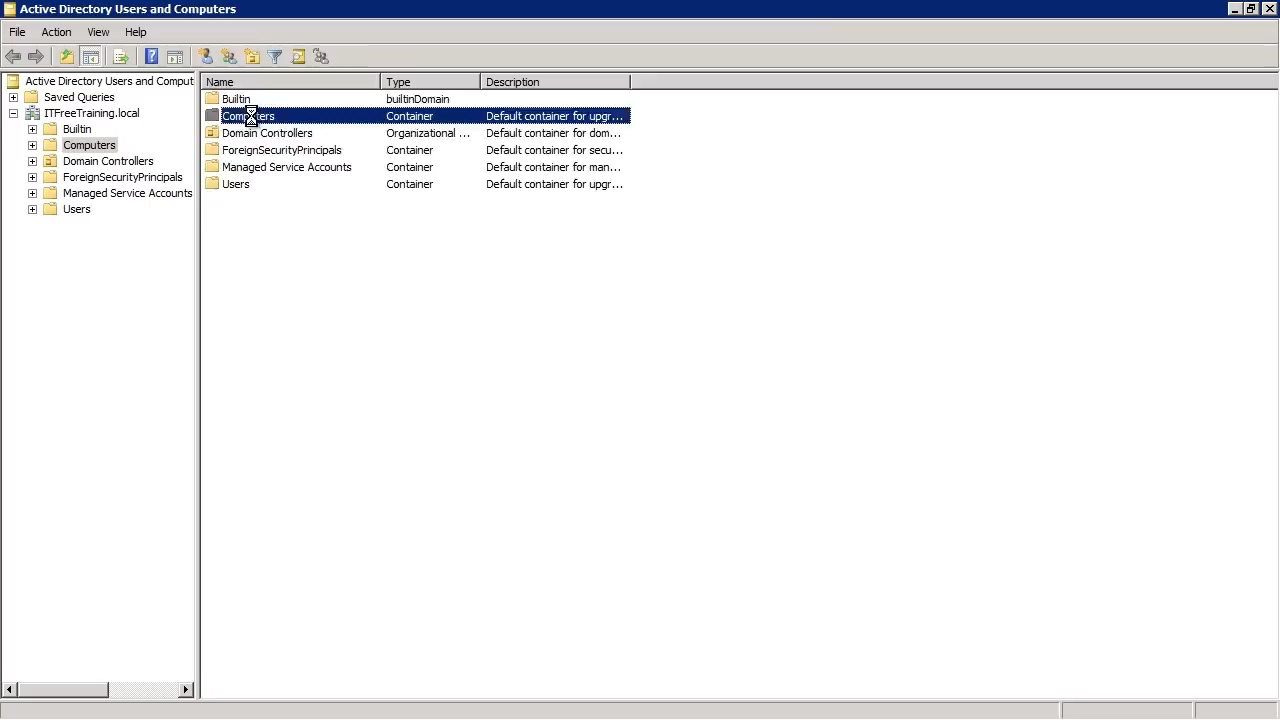 Active Directory Users and Computers
File Action View Help
Active Directory Users and Comput
Saved Queries
ITFreeTraining.local
Builtin
Computers
Domain Controllers
ForeignSecurityPrincipals
Managed Service Accounts
Users
Name Type Description
Builtin builtinDomain
Computers Container Default container for upgr...
Domain Controllers Organizational ... Default container for dom...
ForeignSecurityPrincipals Container Default container for secu...
Managed Service Accounts Container Default container for man...
Users Container Default container for upgr...